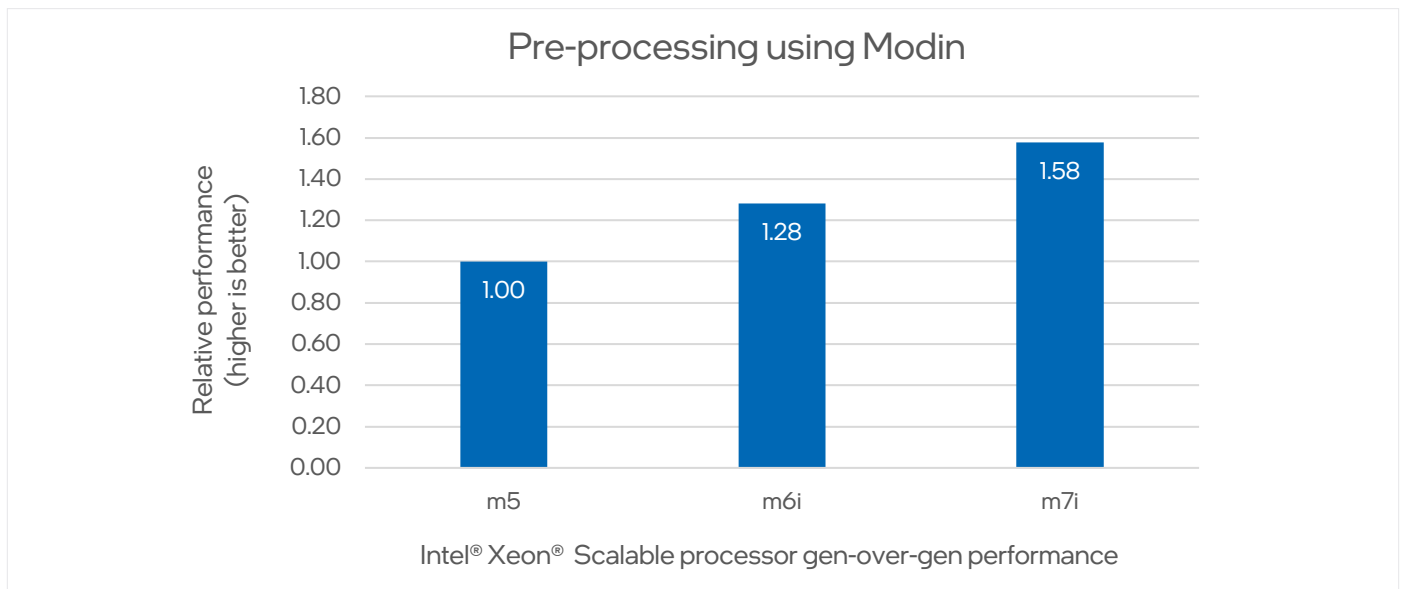 Pre-processing using Modin
Relative performance
(higher is better)
1.80
1.60
1.40
1.20
1.00
0.80
0.60
0.40
0.20
0.00
1.00
1.28
1.58
m5
m6i
m7i
Intel® Xeon® Scalable processor gen-over-gen performance